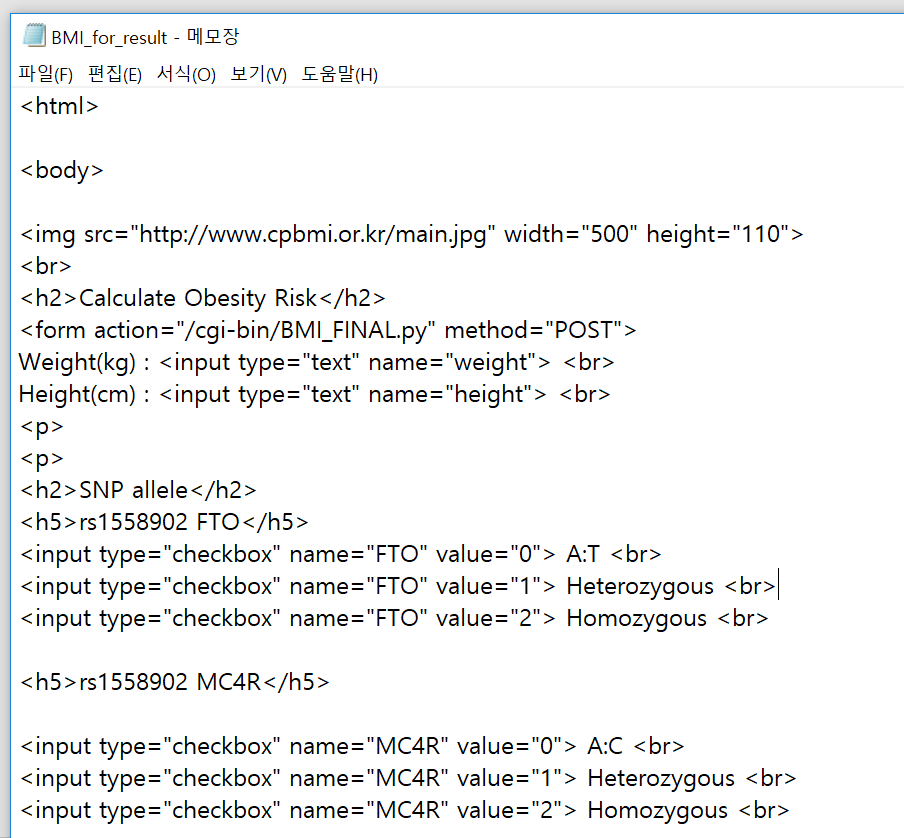 BMI_for_result - 메모장
파일(F) 편집(E) 서식(O) 보기(V) 도움말(H)
<html>
<body>
<img src="http://www.cpbmi.or.kr/main.jpg" width="500" height="110">
<br>
<h2>Calculate Obesity Risk</h2>
<form action="/cgi-bin/BMI_FINAL.py" method="POST">
Weight(kg) : <input type="text" name="weight"> <br>
Height(cm) : <input type="text" name="height"> <br>
<p>
<p>
<h2>SNP allele</h2>
<h5>rs1558902 FTO</h5>
<input type="checkbox" name="FTO" value="0"> A:T <br>
<input type="checkbox" name="FTO" value="1"> Heterozygous <br>
<input type="checkbox" name="FTO" value="2"> Homozygous <br>
<h5>rs1558902 MC4R</h5>
<input type="checkbox" name="MC4R" value="0"> A:C <br>
<input type="checkbox" name="MC4R" value="1"> Heterozygous <br>
<input type="checkbox" name="MC4R" value="2"> Homozygous <br>